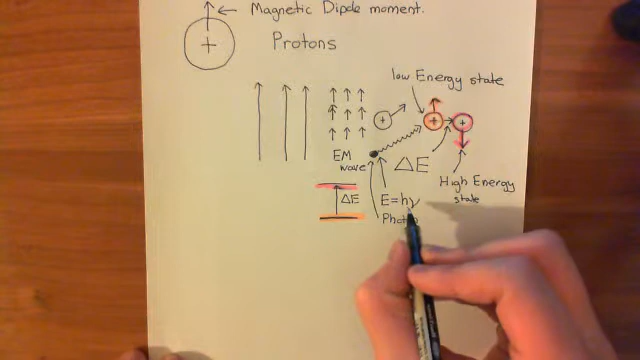 Magnetic Dipole moment.
+
Protons
low Energy state
+
+
+
EM
wave
ΔE
High Energy
state
ΔE
E=hν
Photon